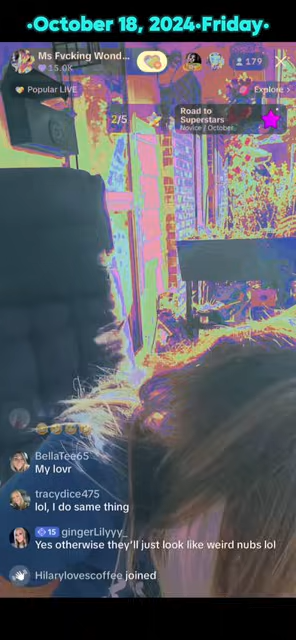 •October 18, 2024•Friday•
Ms Fvcking Wond...
15.0K
179
Popular LIVE
Explore >
2/5
Road to
Superstars
Novice / October
BellaTee65
My lovr
tracydice475
lol, I do same thing
15 gingerLilyyy_
Yes otherwise they'll just look like weird nubs lol
Hilarylovescoffee joined